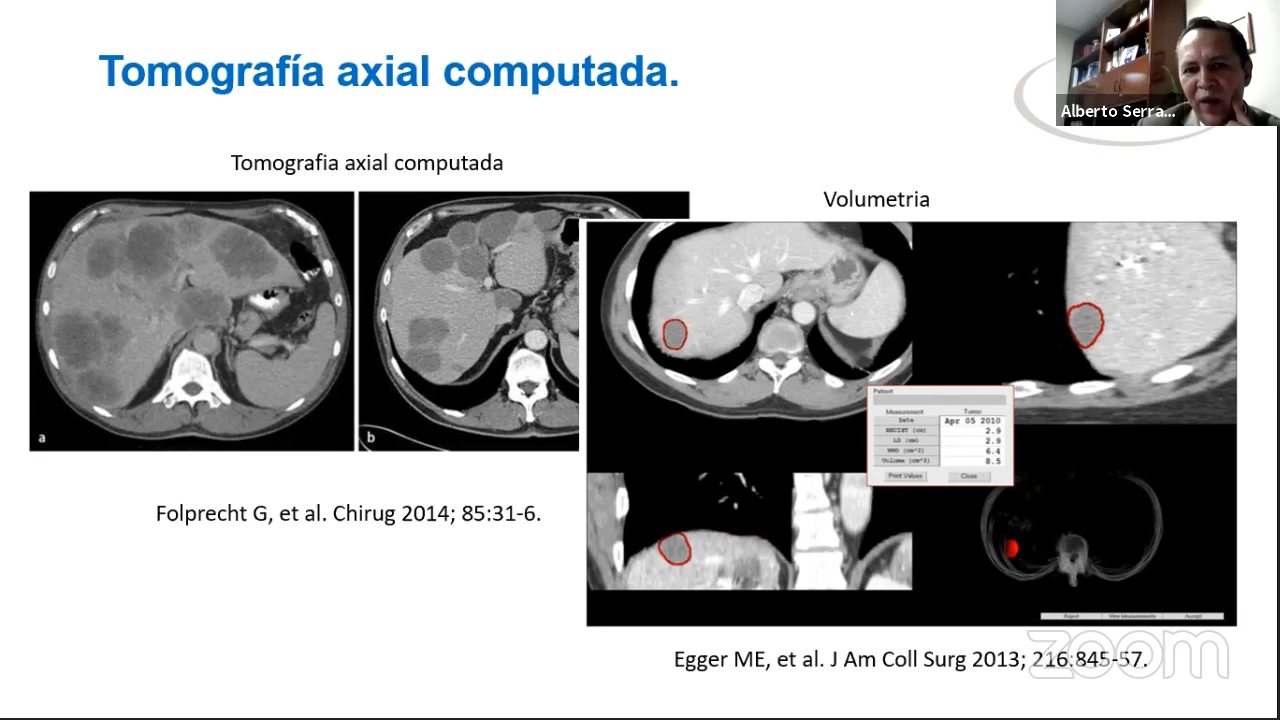 Tomografía axial computada.
Alberto Serra...
Tomografia axial computada
Volumetria
a
b
Patient
Measurement Tumor
Date Apr 05 2010
RECIST (cm) 2.9
LD (cm) 2.9
WHO (cm^2) 6.4
Volume (cm^3) 8.5
Print Values Close
Folprecht G, et al. Chirug 2014; 85:31-6.
Reject View Measurements Accept
zoom
Egger ME, et al. J Am Coll Surg 2013; 216:845-57.